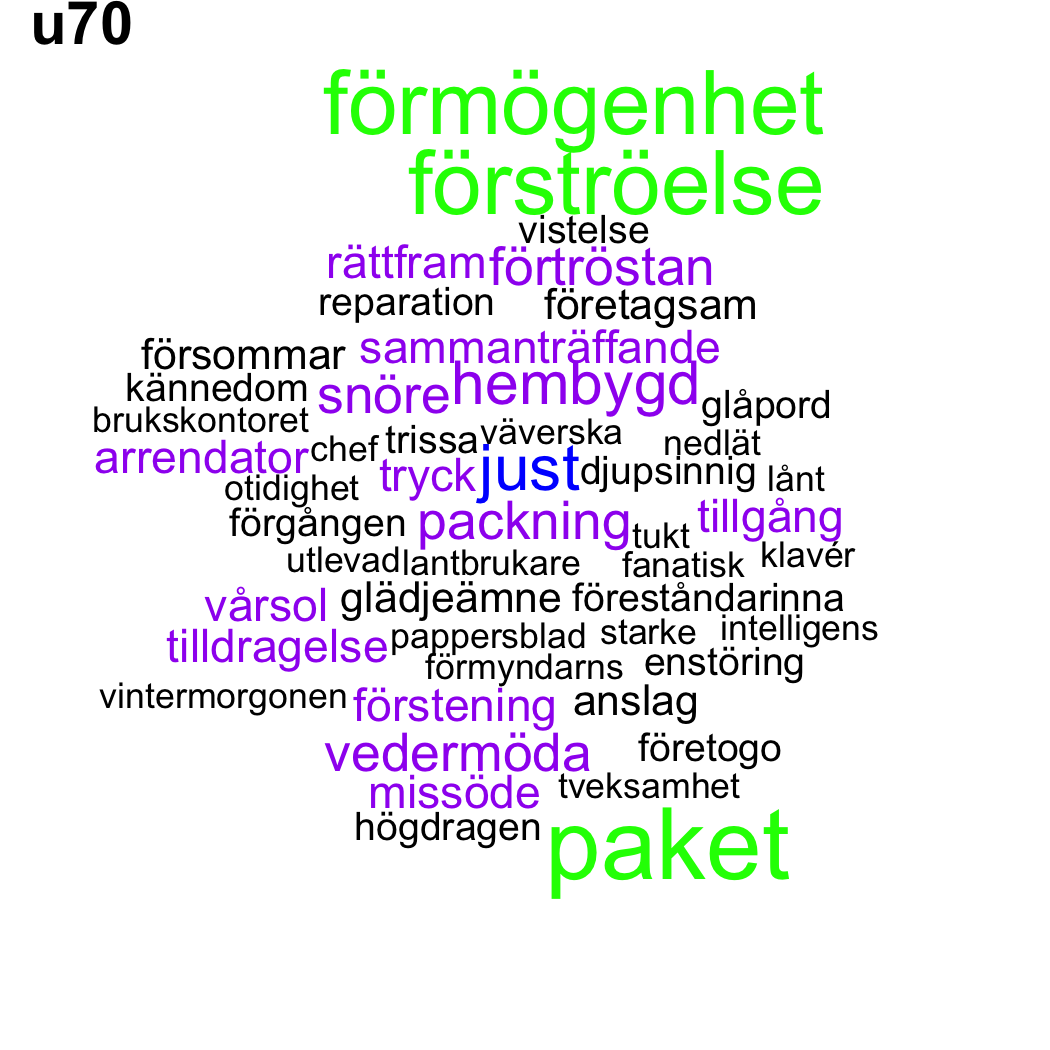 u70
förmögenhet
förströelse
vistelse
rättfram förtröstan
reparation företagsam
försommar sammanträffande
kännedom snöre hembygd glåpord
brukskontoret trissa väverska nedlåt
arrendator chef tryck just djupsinnig lånt
otidighet
förgången packning tukt tillgång
utlevad lantbrukare fanatisk klavér
vårsol glädjeämne föreståndarinna
tilldragelse pappersblad starke intelligens
förmyndarns enstöring
vintermorgonen förstening anslag
vedermöda företogo
missöde tveksamhet
högdragen paket